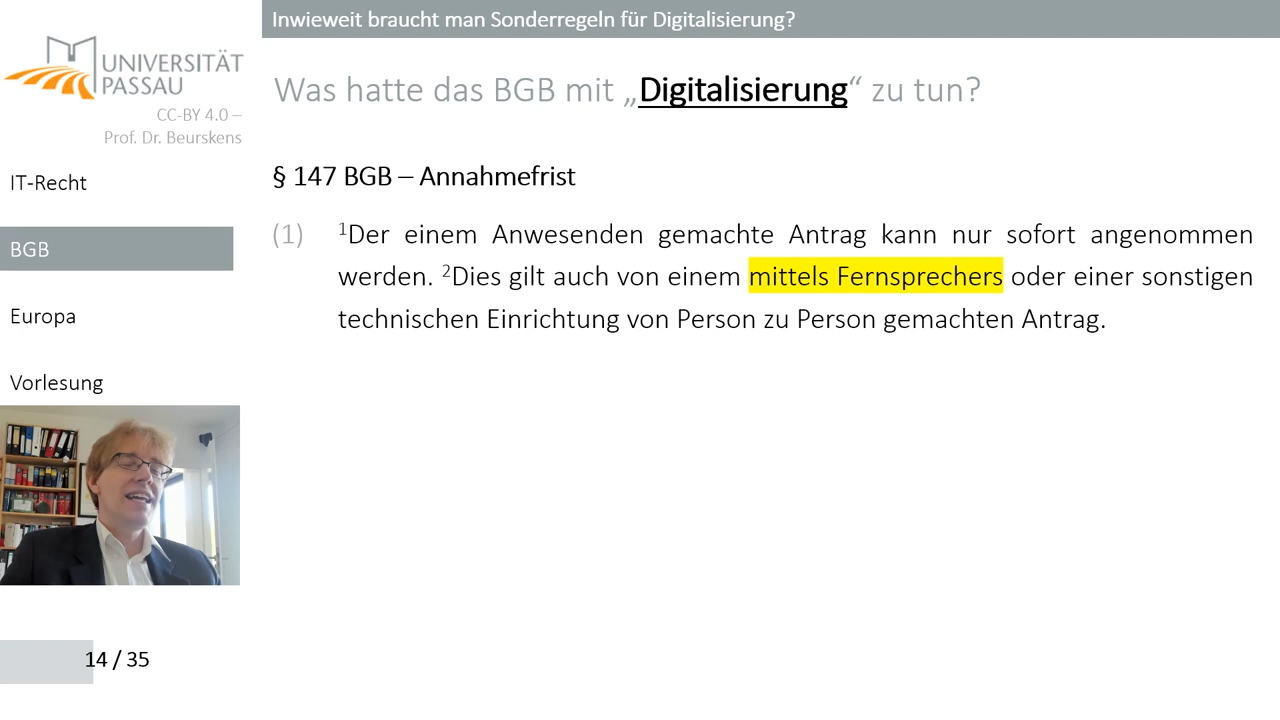 Inwieweit braucht man Sonderregeln für Digitalisierung?
UNIVERSITÄT
PASSAU
CC-BY 4.0 –
Prof. Dr. Beurskens
IT-Recht
BGB
Europa
Vorlesung
14 / 35
Was hatte das BGB mit „Digitalisierung“ zu tun?
§ 147 BGB – Annahmefrist
(1) ¹Der einem Anwesenden gemachte Antrag kann nur sofort angenommen
werden. ²Dies gilt auch von einem mittels Fernsprechers oder einer sonstigen
technischen Einrichtung von Person zu Person gemachten Antrag.